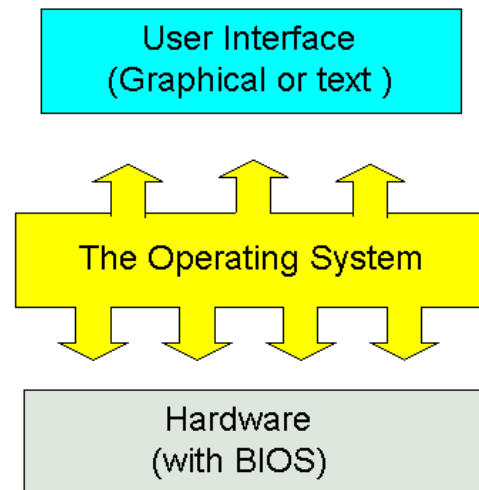 User Interface
(Graphical or text )
The Operating System
Hardware
(with BIOS)